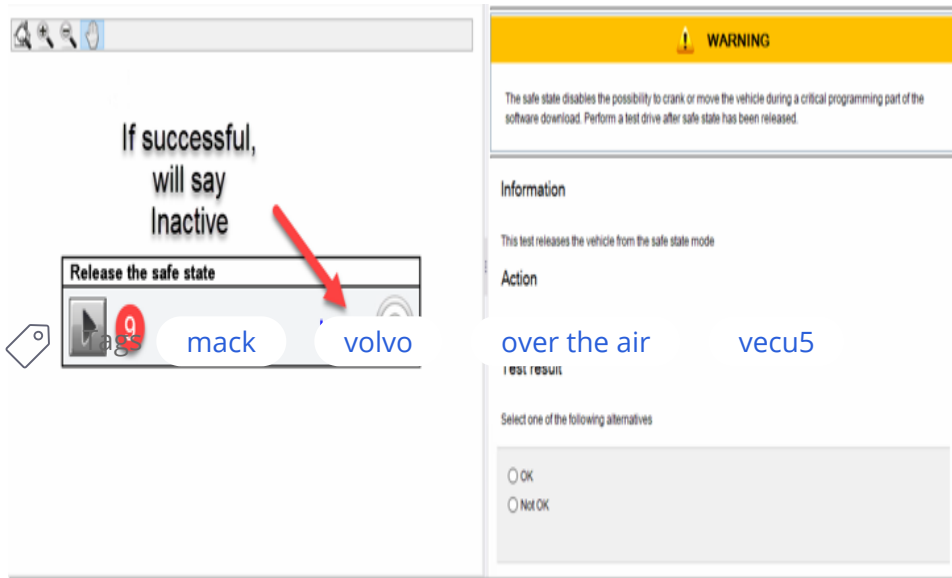 If successful,
will say
Inactive
Release the safe state
9
Tags
mack
volvo
over the air
vecu5
WARNING
The safe state disables the possibility to crank or move the vehicle during a critical programming part of the
software download. Perform a test drive after safe state has been released.
Information
This test releases the vehicle from the safe state mode
Action
Test result
Select one of the following alternatives
OK
Not OK